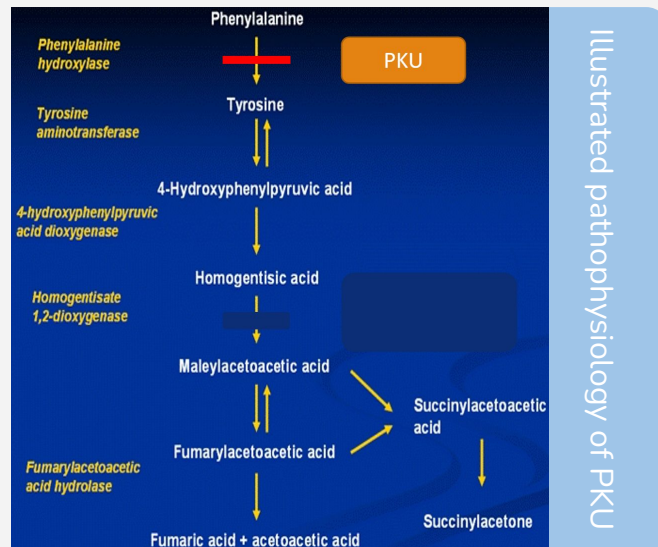 Phenylalanine
Phenylalanine
hydroxylase
PKU
Tyrosine
Tyrosine
aminotransferase
4-Hydroxyphenylpyruvic acid
4-hydroxyphenylpyruvic
acid dioxygenase
Homogentisic acid
Homogentisate
1,2-dioxygenase
Maleylacetoacetic acid
Succinylacetoacetic
acid
Fumarylacetoacetic acid
Fumarylacetoacetic
acid hydrolase
Succinylacetone
Fumaric acid + acetoacetic acid
Illustrated pathophysiology of PKU